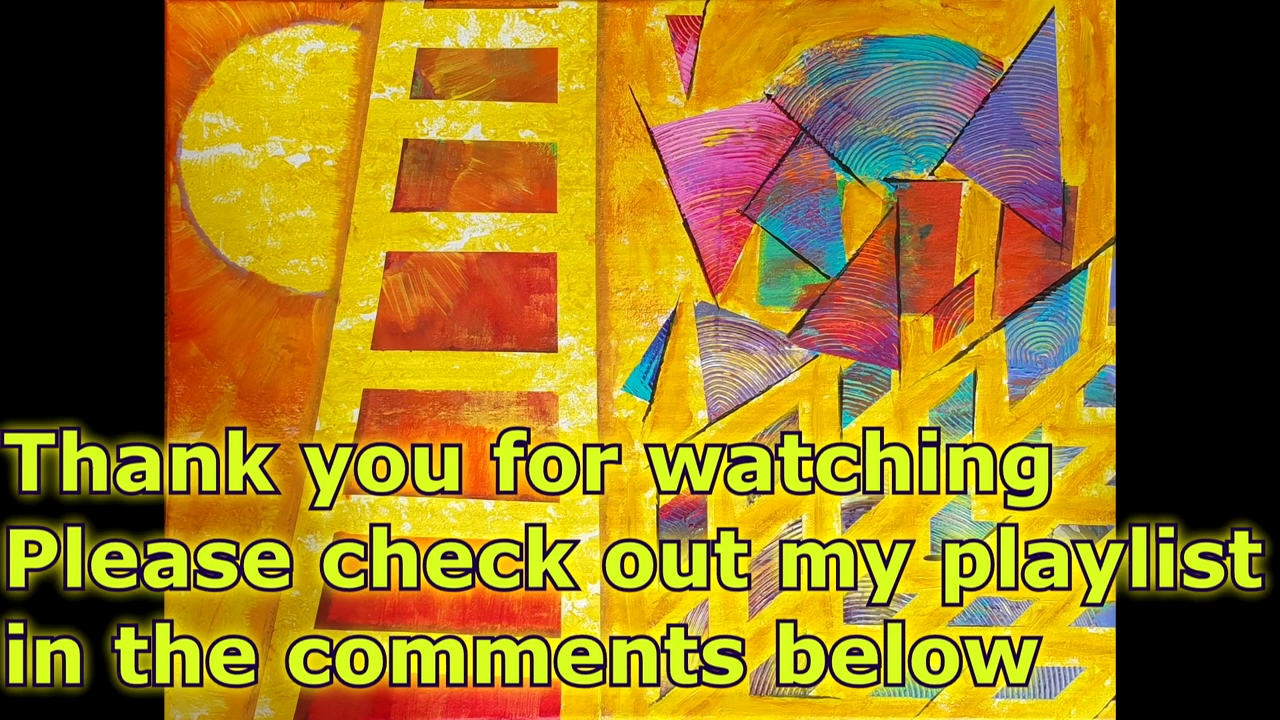 Thank you for watching
Please check out my playlist
in the comments below